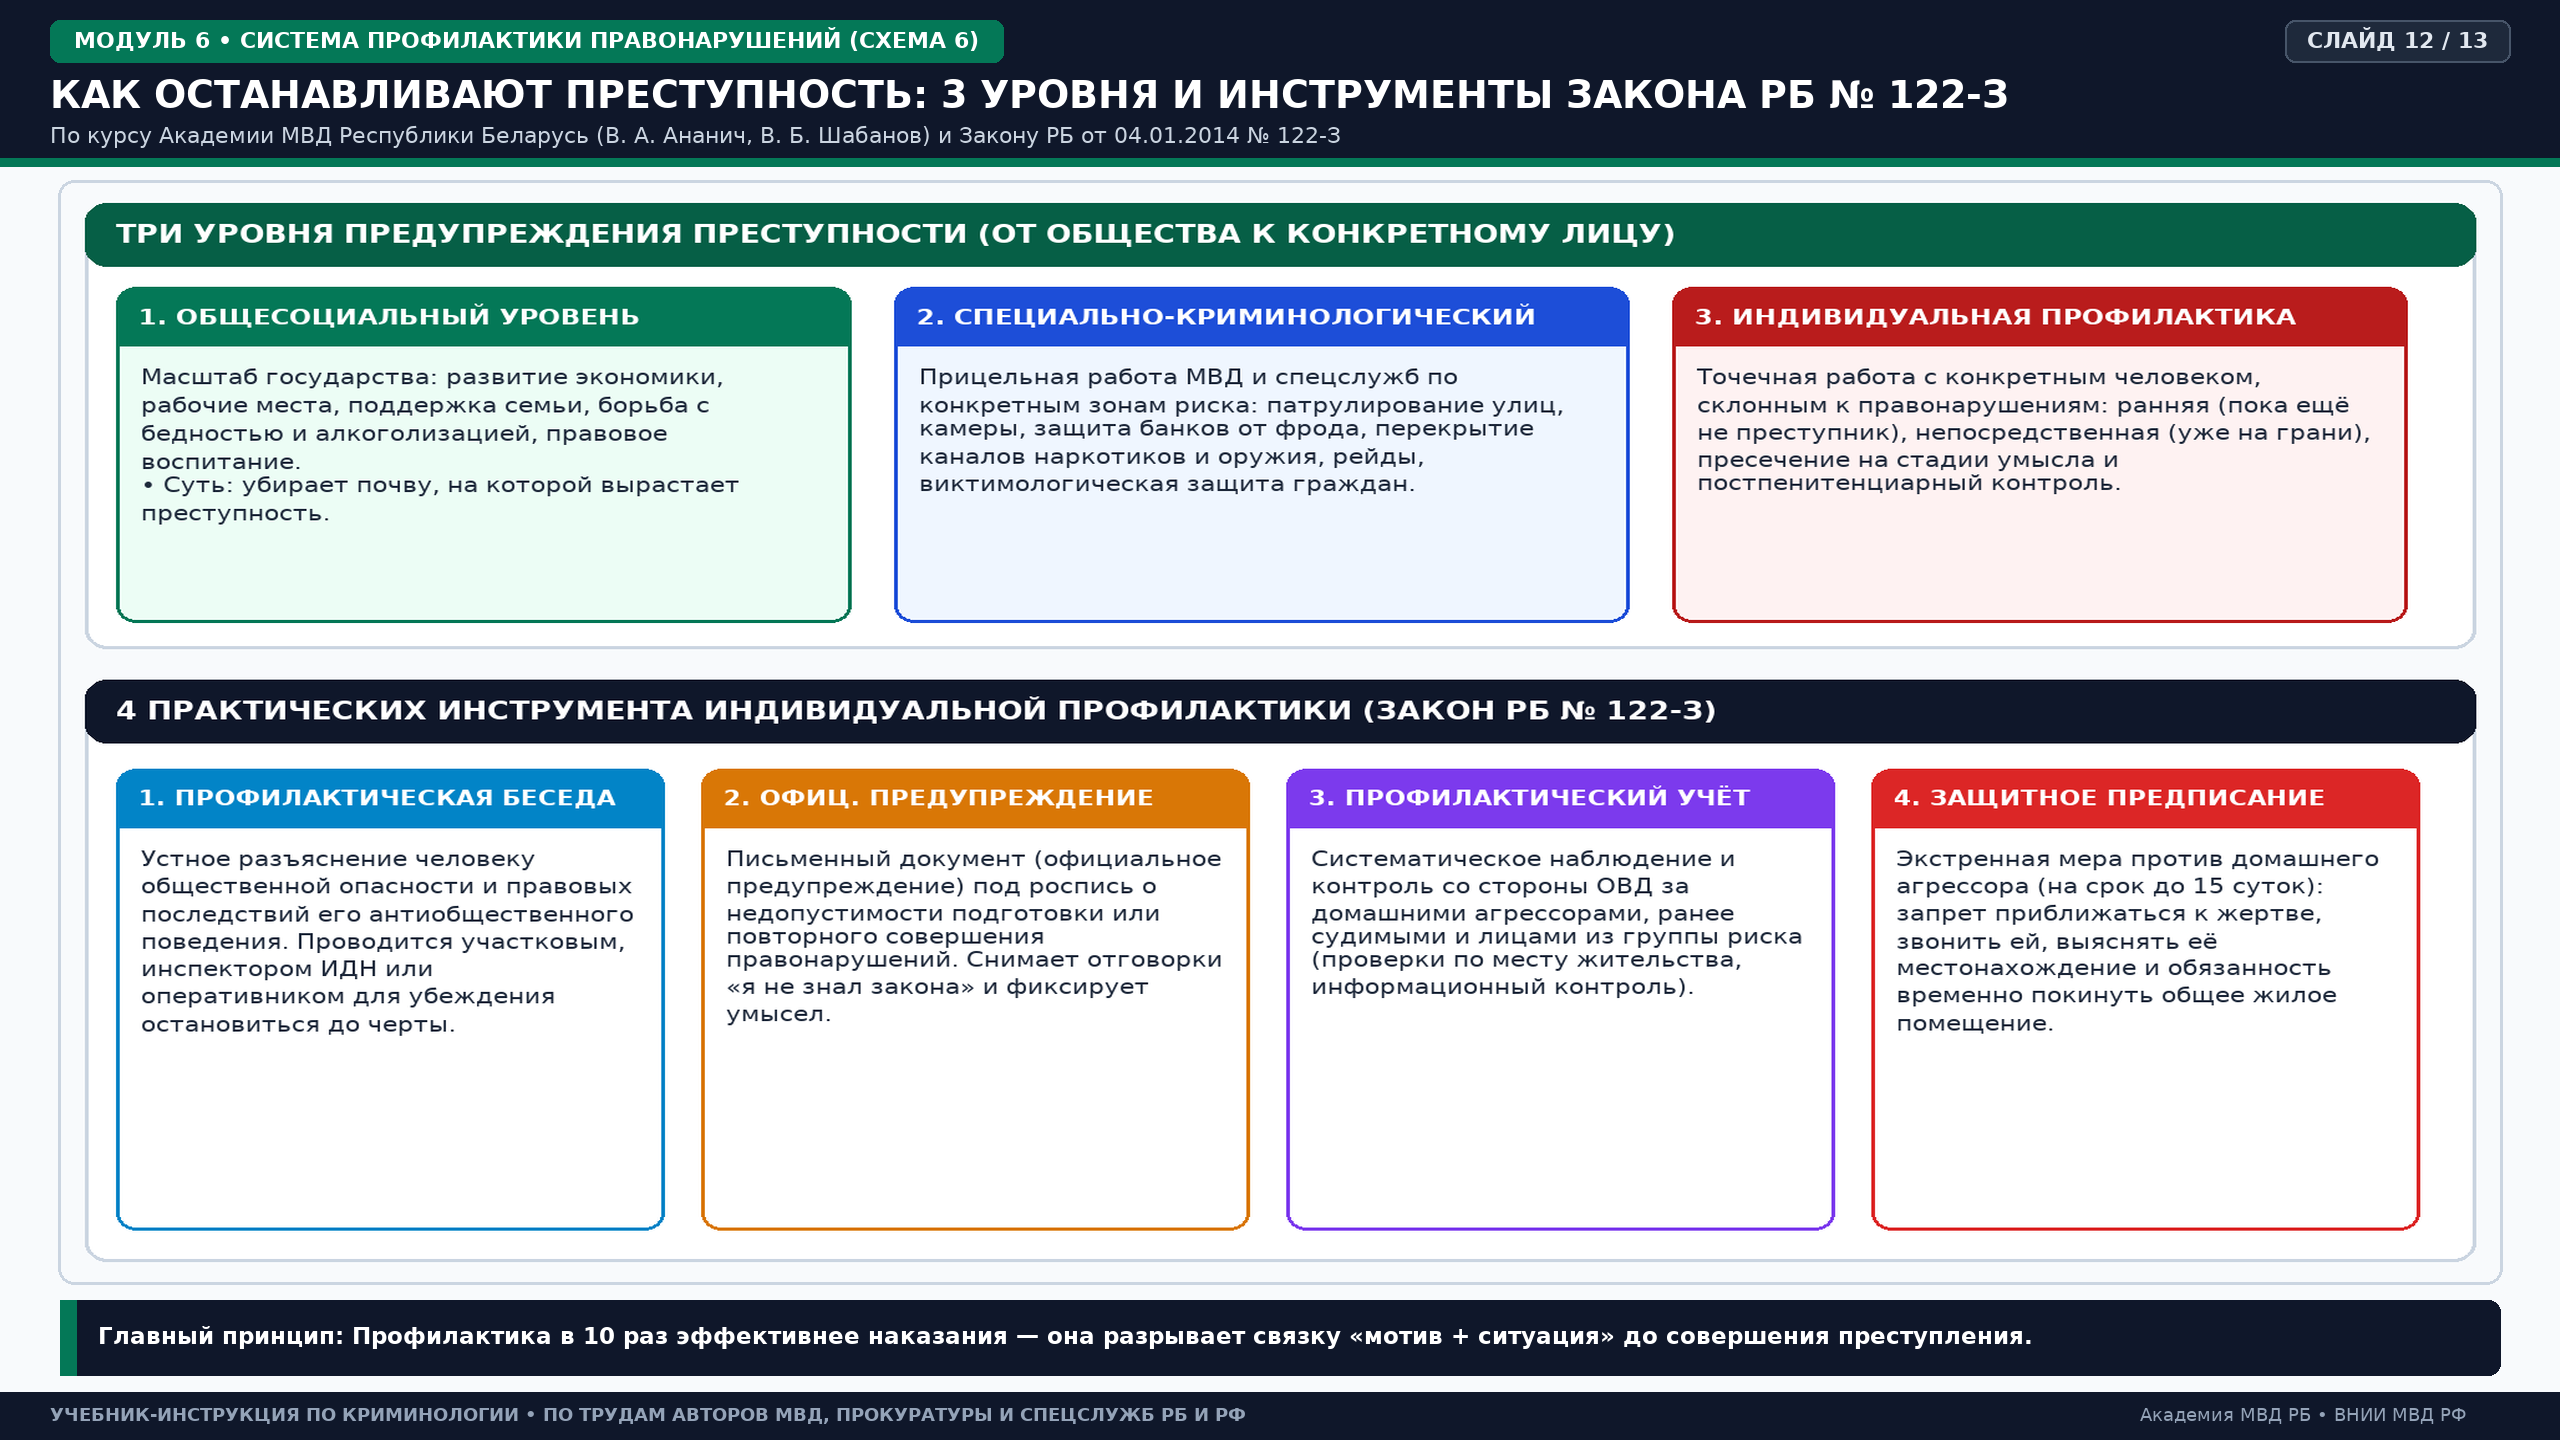 МОДУЛЬ 6 • СИСТЕМА ПРОФИЛАКТИКИ ПРАВОНАРУШЕНИЙ (СХЕМА 6)
СЛАЙД 12 / 13
КАК ОСТАНАВЛИВАЮТ ПРЕСТУПНОСТЬ: 3 УРОВНЯ И ИНСТРУМЕНТЫ ЗАКОНА РБ № 122-З
По курсу Академии МВД Республики Беларусь (В. А. Ананич, В. Б. Шабанов) и Закону РБ от 04.01.2014 № 122-З
ТРИ УРОВНЯ ПРЕДУПРЕЖДЕНИЯ ПРЕСТУПНОСТИ (ОТ ОБЩЕСТВА К КОНКРЕТНОМУ ЛИЦУ)
1. ОБЩЕСОЦИАЛЬНЫЙ УРОВЕНЬ
Масштаб государства: развитие экономики,
рабочие места, поддержка семьи, борьба с
бедностью и алкоголизацией, правовое
воспитание.
• Суть: убирает почву, на которой вырастает
преступность.
2. СПЕЦИАЛЬНО-КРИМИНОЛОГИЧЕСКИЙ
Прицельная работа МВД и спецслужб по
конкретным зонам риска: патрулирование улиц,
камеры, защита банков от фрода, перекрытие
каналов наркотиков и оружия, рейды,
виктимологическая защита граждан.
3. ИНДИВИДУАЛЬНАЯ ПРОФИЛАКТИКА
Точечная работа с конкретным человеком,
склонным к правонарушениям: ранняя (пока ещё
не преступник), непосредственная (уже на грани),
пресечение на стадии умысла и
постпенитенциарный контроль.
4 ПРАКТИЧЕСКИХ ИНСТРУМЕНТА ИНДИВИДУАЛЬНОЙ ПРОФИЛАКТИКИ (ЗАКОН РБ № 122-З)
1. ПРОФИЛАКТИЧЕСКАЯ БЕСЕДА
Устное разъяснение человеку
общественной опасности и правовых
последствий его антиобщественного
поведения. Проводится участковым,
инспектором ИДН или
оперативником для убеждения
остановиться до черты.
2. ОФИЦ. ПРЕДУПРЕЖДЕНИЕ
Письменный документ (официальное
предупреждение) под роспись о
недопустимости подготовки или
повторного совершения
правонарушений. Снимает отговорки
«я не знал закона» и фиксирует
умысел.
3. ПРОФИЛАКТИЧЕСКИЙ УЧЁТ
Систематическое наблюдение и
контроль со стороны ОВД за
домашними агрессорами, ранее
судимыми и лицами из группы риска
(проверки по месту жительства,
информационный контроль).
4. ЗАЩИТНОЕ ПРЕДПИСАНИЕ
Экстренная мера против домашнего
агрессора (на срок до 15 суток):
запрет приближаться к жертве,
звонить ей, выяснять её
местонахождение и обязанность
временно покинуть общее жилое
помещение.
Главный принцип: Профилактика в 10 раз эффективнее наказания — она разрывает связку «мотив + ситуация» до совершения преступления.
УЧЕБНИК-ИНСТРУКЦИЯ ПО КРИМИНОЛОГИИ • ПО ТРУДАМ АВТОРОВ МВД, ПРОКУРАТУРЫ И СПЕЦСЛУЖБ РБ И РФ
Академия МВД РБ • ВНИИ МВД РФ